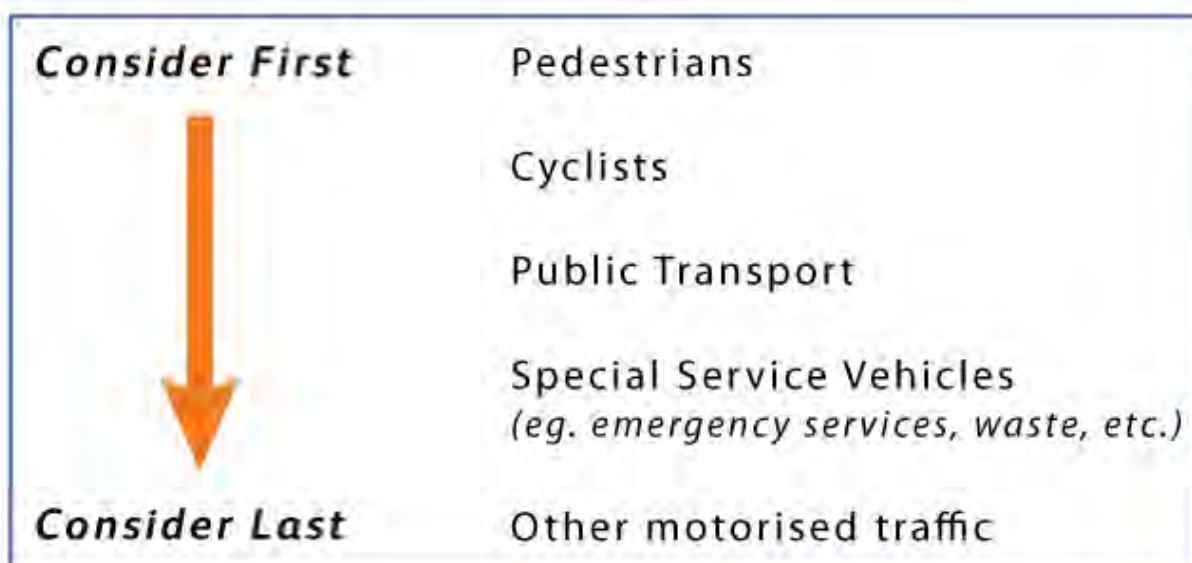 Consider First Pedestrians
Cyclists
Public Transport
Special Service Vehicles
(eg. emergency services, waste, etc.)
Consider Last Other motorised traffic